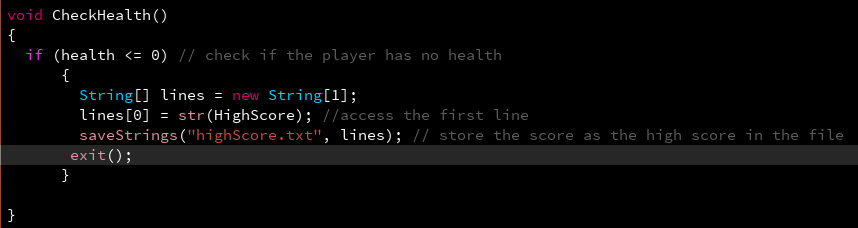 void CheckHealth()
{
  if (health <= 0) // check if the player has no health
      {
        String[] lines = new String[1];
        lines[0] = str(HighScore); //access the first line
        saveStrings("highScore.txt", lines); // store the score as the high score in the file
       exit();
      }

}